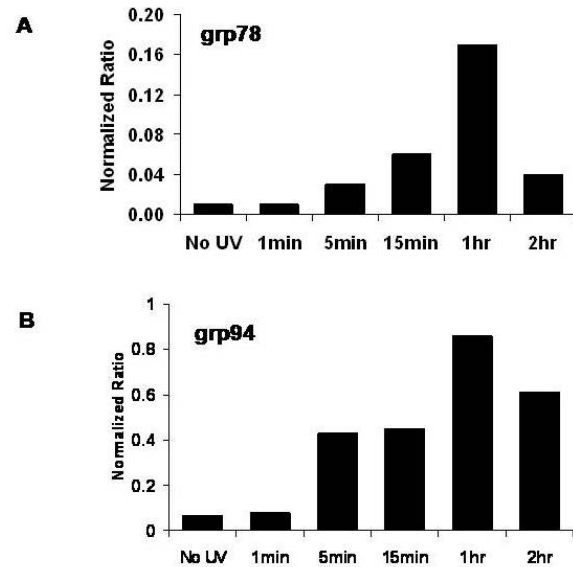 A
grp78
Normalized Ratio
0.20
0.16
0.12
0.08
0.04
0.00
No UV 1min 5min 15min 1hr 2hr
B
grp94
Normalized Ratio
1
0.8
0.6
0.4
0.2
0
No UV 1min 5min 15min 1hr 2hr